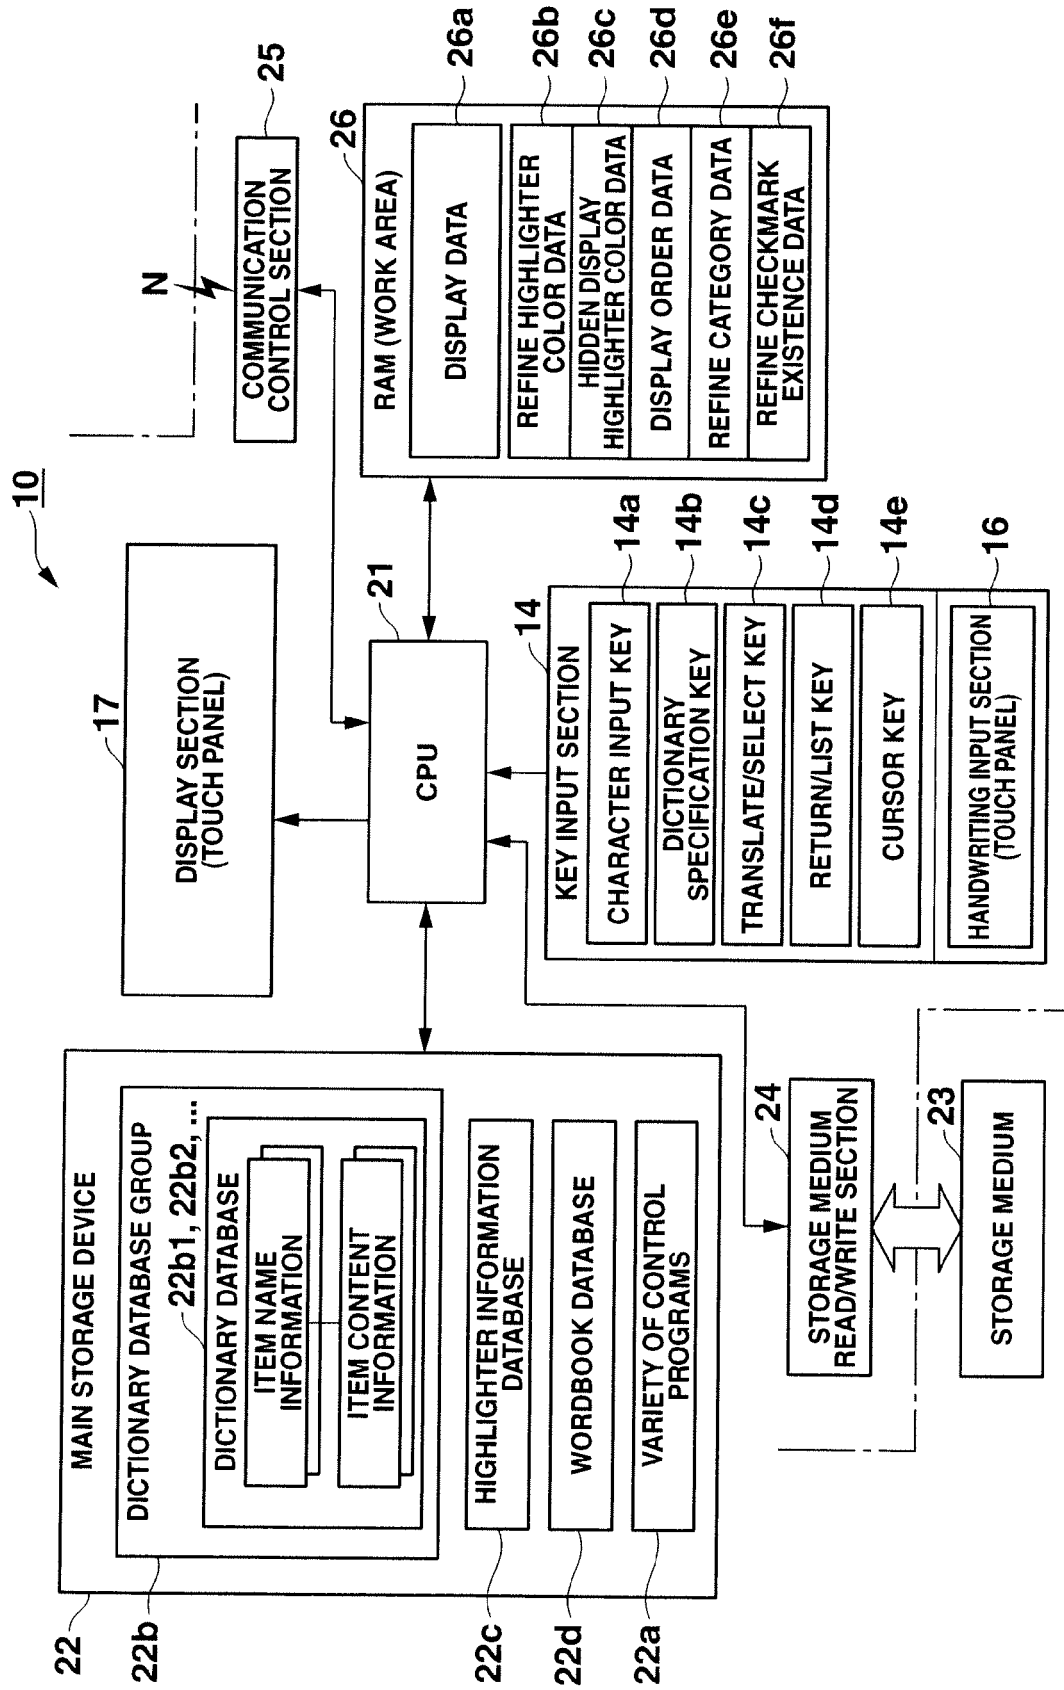 10
22
MAIN STORAGE DEVICE
22b
DICTIONARY DATABASE GROUP
22b1, 22b2, ...
DICTIONARY DATABASE
ITEM NAME
INFORMATION
ITEM CONTENT
INFORMATION
22c
HIGHLIGHTER INFORMATION
DATABASE
22d
WORDBOOK DATABASE
22a
VARIETY OF CONTROL
PROGRAMS
17
DISPLAY SECTION
(TOUCH PANEL)
21
CPU
N
25
COMMUNICATION
CONTROL SECTION
26
RAM (WORK AREA)
DISPLAY DATA
26a
REFINE HIGHLIGHTER
COLOR DATA
26b
HIDDEN DISPLAY
HIGHLIGHTER COLOR DATA
26c
DISPLAY ORDER DATA
26d
REFINE CATEGORY DATA
26e
REFINE CHECKMARK
EXISTENCE DATA
26f
14
KEY INPUT SECTION
CHARACTER INPUT KEY
14a
DICTIONARY
SPECIFICATION KEY
14b
TRANSLATE/SELECT KEY
14c
RETURN/LIST KEY
14d
CURSOR KEY
14e
HANDWRITING INPUT SECTION
(TOUCH PANEL)
16
24
STORAGE MEDIUM
READ/WRITE SECTION
23
STORAGE MEDIUM